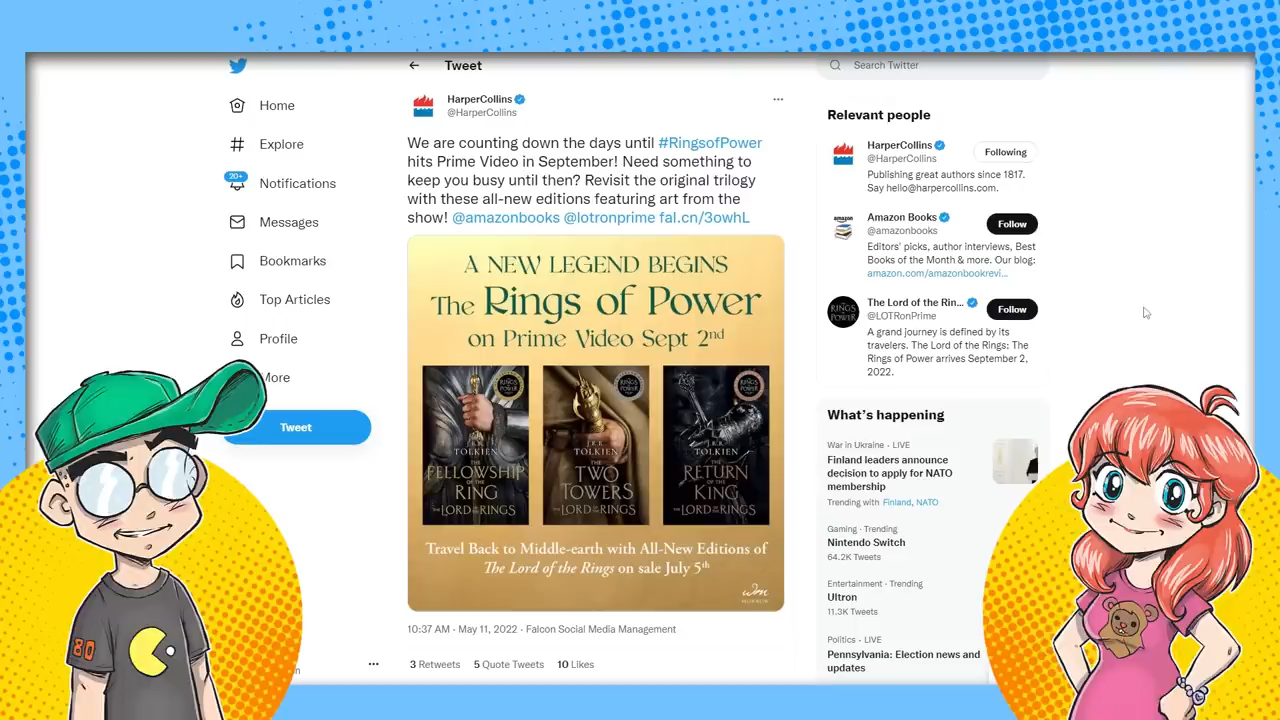 Tweet
Search Twitter
Home
Explore
20+
Notifications
Messages
Bookmarks
Top Articles
Profile
More
Tweet
HarperCollins
@HarperCollins
We are counting down the days until #RingsofPower
hits Prime Video in September! Need something to
keep you busy until then? Revisit the original trilogy
with these all-new editions featuring art from the
show! @amazonbooks @lotronprime fal.cn/3owhL
A NEW LEGEND BEGINS
The Rings of Power
on Prime Video Sept 2nd
RINGS
POWER
J.R.R.
TOLKIEN
THE
FELLOWSHIP
OF THE
RING
THE LORD OF THE RINGS
RINGS
POWER
J.R.R.
TOLKIEN
THE
TWO
TOWERS
THE LORD OF THE RINGS
RINGS
POWER
J.R.R.
TOLKIEN
THE
RETURN
OF THE
KING
THE LORD OF THE RINGS
Travel Back to Middle-earth with All-New Editions of
The Lord of the Rings on sale July 5th
10:37 AM · May 11, 2022 · Falcon Social Media Management
3 Retweets 5 Quote Tweets 10 Likes
Relevant people
HarperCollins
@HarperCollins
Following
Publishing great authors since 1817.
Say hello@harpercollins.com.
amazon
books
Amazon Books
@amazonbooks
Follow
Editors' picks, author interviews, Best
Books of the Month & more. Our blog:
amazon.com/amazonbookrevi...
RINGS
POWER
The Lord of the Rin...
@LOTRonPrime
Follow
A grand journey is defined by its
travelers. The Lord of the Rings: The
Rings of Power arrives September 2,
2022.
What's happening
War in Ukraine · LIVE
Finland leaders announce
decision to apply for NATO
membership
Trending with Finland, NATO
Gaming · Trending
Nintendo Switch
64.2K Tweets
Entertainment · Trending
Ultron
11.3K Tweets
Politics · LIVE
Pennsylvania: Election news and
updates
80